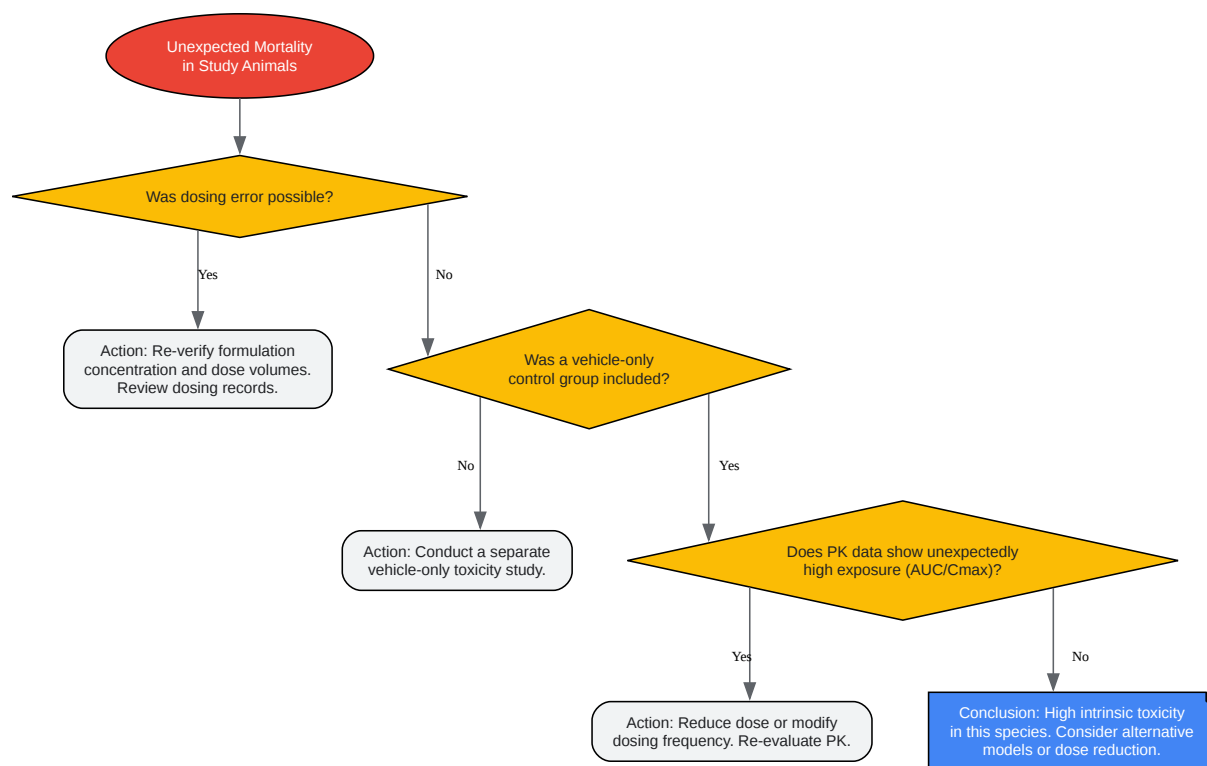 Unexpected Mortality
in Study Animals
Was dosing error possible?
Yes
No
Action: Re-verify formulation
concentration and dose volumes.
Review dosing records.
Was a vehicle-only
control group included?
No
Yes
Action: Conduct a separate
vehicle-only toxicity study.
Does PK data show unexpectedly
high exposure (AUC/Cmax)?
Yes
No
Action: Reduce dose or modify
dosing frequency. Re-evaluate PK.
Conclusion: High intrinsic toxicity
in this species. Consider alternative
models or dose reduction.